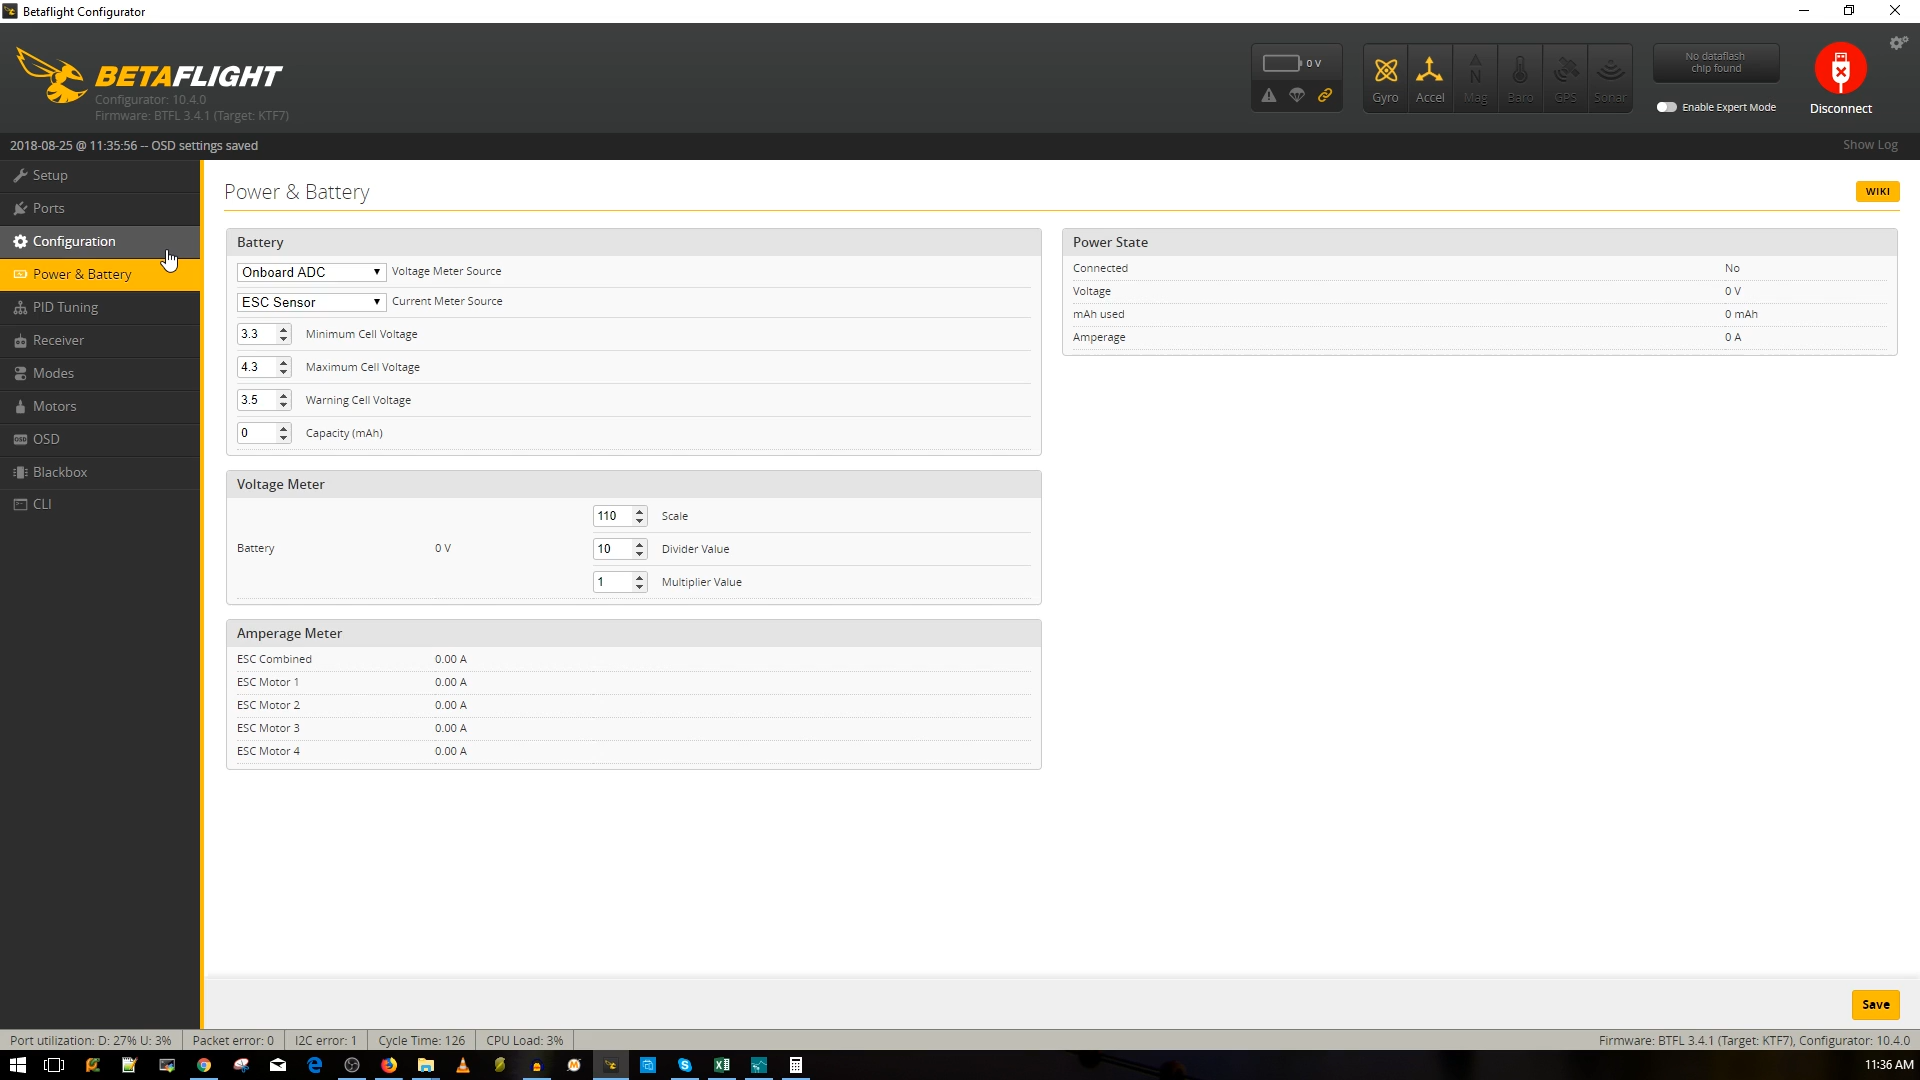 Betaflight Configurator
BETAFLIGHT
Configurator: 10.4.0
Firmware: BTFL 3.4.1 (Target: KTF7)
0 V
Gyro
Accel
Mag
Baro
GPS
Sonar
No dataflash
chip found
Enable Expert Mode
Disconnect
2018-08-25 @ 11:35:56 -- OSD settings saved
Show Log
Setup
Ports
Configuration
Power & Battery
PID Tuning
Receiver
Modes
Motors
OSD
Blackbox
CLI
Power & Battery
WIKI
Battery
Onboard ADC Voltage Meter Source
ESC Sensor Current Meter Source
3.3 Minimum Cell Voltage
4.3 Maximum Cell Voltage
3.5 Warning Cell Voltage
0 Capacity (mAh)
Power State
Connected No
Voltage 0 V
mAh used 0 mAh
Amperage 0 A
Voltage Meter
Battery 0 V
110 Scale
10 Divider Value
1 Multiplier Value
Amperage Meter
ESC Combined 0.00 A
ESC Motor 1 0.00 A
ESC Motor 2 0.00 A
ESC Motor 3 0.00 A
ESC Motor 4 0.00 A
Save
Port utilization: D: 27% U: 3% Packet error: 0 I2C error: 1 Cycle Time: 126 CPU Load: 3% Firmware: BTFL 3.4.1 (Target: KTF7), Configurator: 10.4.0
11:36 AM